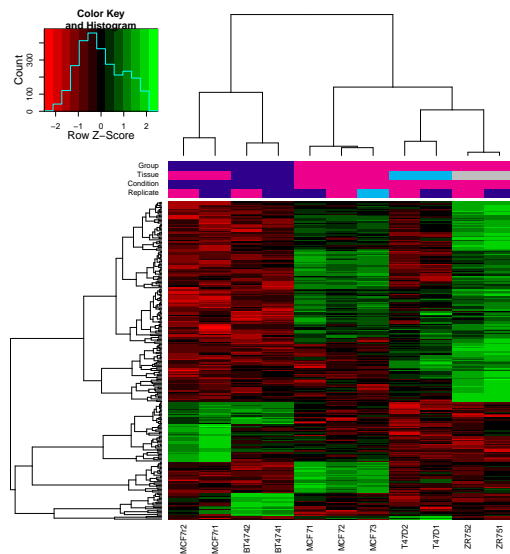 Color Key
and Histogram
Count
0 100 300
−2 −1 0 1 2
Row Z−Score
Group
Tissue
Condition
Replicate
MCF7r2
MCF7r1
BT4742
BT4741
MCF71
MCF72
MCF73
T47D2
T47D1
ZR752
ZR751